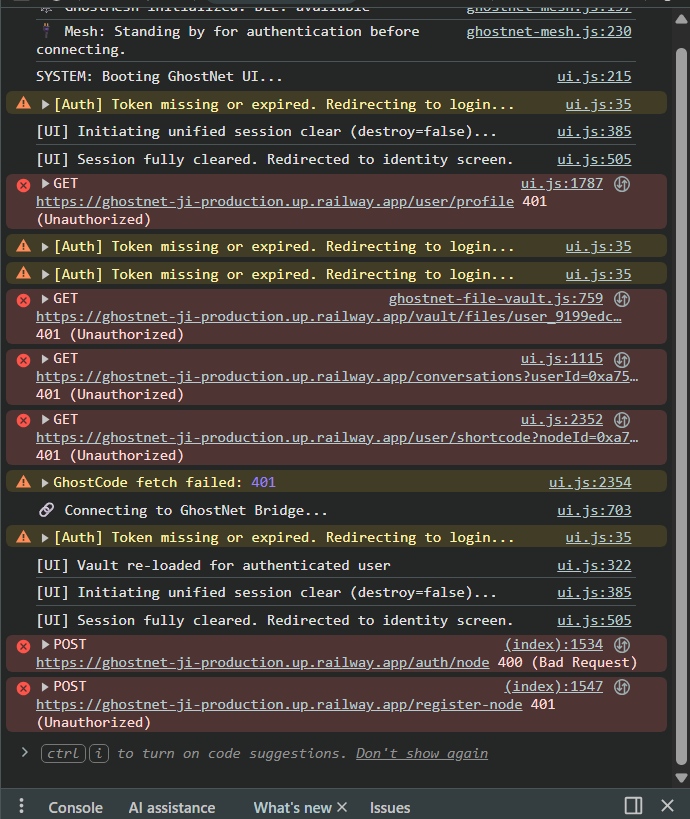 GhostMesh initialized. BLE: available ghostnet-mesh.js:197
Mesh: Standing by for authentication before ghostnet-mesh.js:230
connecting.
SYSTEM: Booting GhostNet UI... ui.js:215
[Auth] Token missing or expired. Redirecting to login... ui.js:35
[UI] Initiating unified session clear (destroy=false)... ui.js:385
[UI] Session fully cleared. Redirected to identity screen. ui.js:505
GET ui.js:1787
https://ghostnet-ji-production.up.railway.app/user/profile 401
(Unauthorized)
[Auth] Token missing or expired. Redirecting to login... ui.js:35
[Auth] Token missing or expired. Redirecting to login... ui.js:35
GET ghostnet-file-vault.js:759
https://ghostnet-ji-production.up.railway.app/vault/files/user_9199edc…
401 (Unauthorized)
GET ui.js:1115
https://ghostnet-ji-production.up.railway.app/conversations?userId=0xa75…
401 (Unauthorized)
GET ui.js:2352
https://ghostnet-ji-production.up.railway.app/user/shortcode?nodeId=0xa7…
401 (Unauthorized)
GhostCode fetch failed: 401 ui.js:2354
Connecting to GhostNet Bridge... ui.js:703
[Auth] Token missing or expired. Redirecting to login... ui.js:35
[UI] Vault re-loaded for authenticated user ui.js:322
[UI] Initiating unified session clear (destroy=false)... ui.js:385
[UI] Session fully cleared. Redirected to identity screen. ui.js:505
POST (index):1534
https://ghostnet-ji-production.up.railway.app/auth/node 400 (Bad Request)
POST (index):1547
https://ghostnet-ji-production.up.railway.app/register-node 401
(Unauthorized)
ctrl i to turn on code suggestions. Don't show again
Console AI assistance What's new Issues